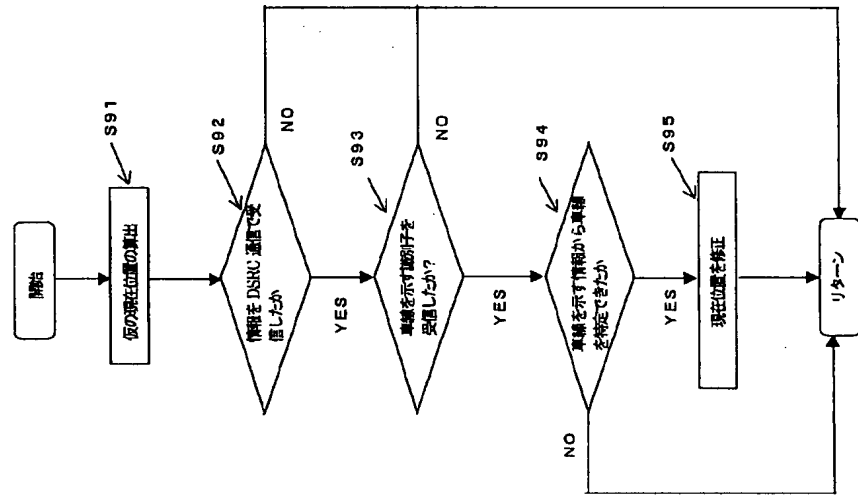 開始
S91
仮の現在位置の算出
S92
情報を DSRC 通信で受
信したか
NO
YES
S93
車線を示す識別子を
受信したか?
NO
YES
S94
車線を示す情報から車線
を特定できたか
NO
YES
S95
現在位置を修正
リターン